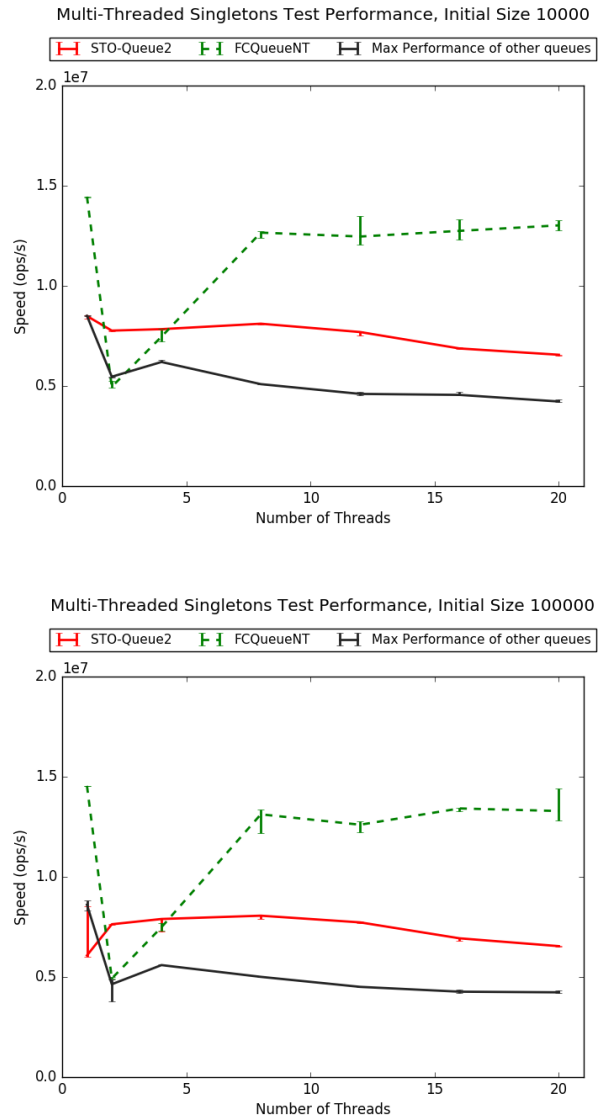 Multi-Threaded Singletons Test Performance, Initial Size 10000
STO-Queue2 FCQueueNT Max Performance of other queues
1e7
2.0
1.5
1.0
0.5
0.0
Speed (ops/s)
0 5 10 15 20
Number of Threads
Multi-Threaded Singletons Test Performance, Initial Size 100000
STO-Queue2 FCQueueNT Max Performance of other queues
1e7
2.0
1.5
1.0
0.5
0.0
Speed (ops/s)
0 5 10 15 20
Number of Threads